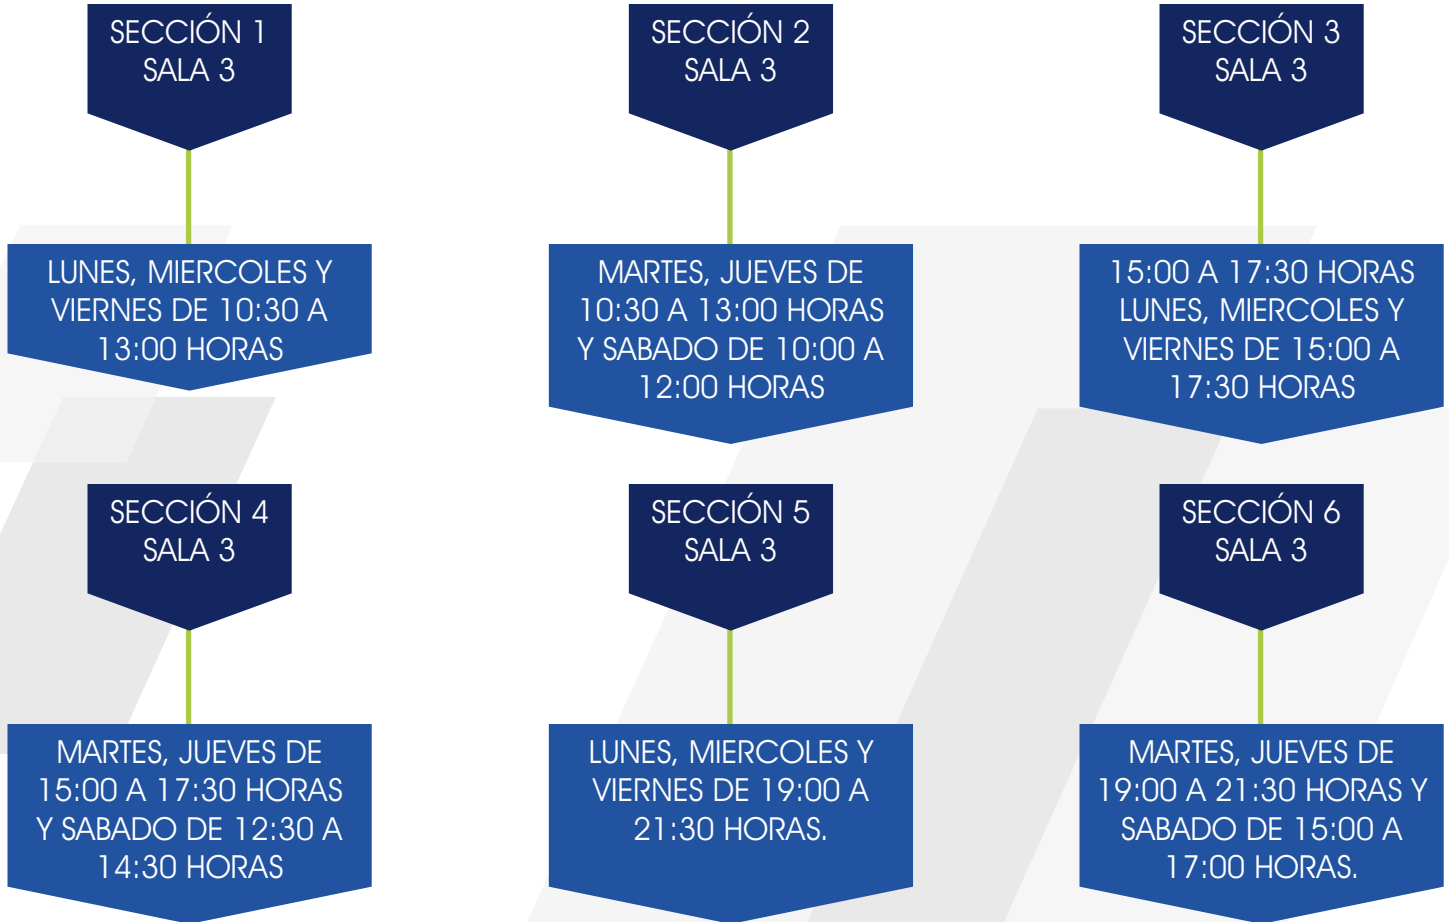 SECCIÓN 1
SALA 3
LUNES, MIERCOLES Y
VIERNES DE 10:30 A
13:00 HORAS
SECCIÓN 2
SALA 3
MARTES, JUEVES DE
10:30 A 13:00 HORAS
Y SABADO DE 10:00 A
12:00 HORAS
SECCIÓN 3
SALA 3
15:00 A 17:30 HORAS
LUNES, MIERCOLES Y
VIERNES DE 15:00 A
17:30 HORAS
SECCIÓN 4
SALA 3
MARTES, JUEVES DE
15:00 A 17:30 HORAS
Y SABADO DE 12:30 A
14:30 HORAS
SECCIÓN 5
SALA 3
LUNES, MIERCOLES Y
VIERNES DE 19:00 A
21:30 HORAS.
SECCIÓN 6
SALA 3
MARTES, JUEVES DE
19:00 A 21:30 HORAS Y
SABADO DE 15:00 A
17:00 HORAS.